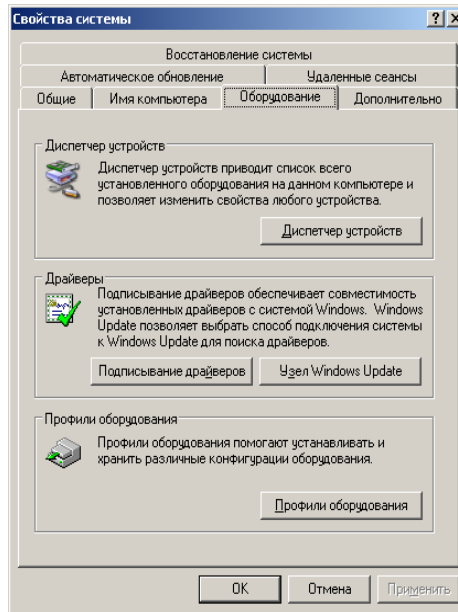 Свойства системы
Восстановление системы
Автоматическое обновление Удаленные сеансы
Общие Имя компьютера Оборудование Дополнительно
Диспетчер устройств
Диспетчер устройств приводит список всего
установленного оборудования на данном компьютере и
позволяет изменить свойства любого устройства.
Диспетчер устройств
Драйверы
Подписывание драйверов обеспечивает совместимость
установленных драйверов с системой Windows. Windows
Update позволяет выбрать способ подключения системы
к Windows Update для поиска драйверов.
Подписывание драйверов Узел Windows Update
Профили оборудования
Профили оборудования помогают устанавливать и
хранить различные конфигурации оборудования.
Профили оборудования
OK Отмена Применить